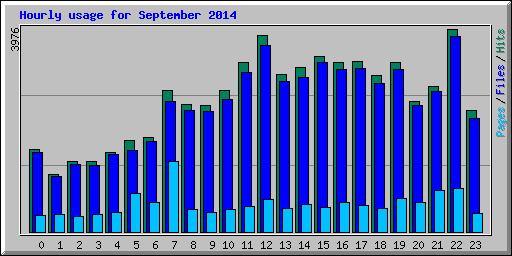 Hourly usage for September 2014
3976
Pages / Files / Hits
0 1 2 3 4 5 6 7 8 9 10 11 12 13 14 15 16 17 18 19 20 21 22 23